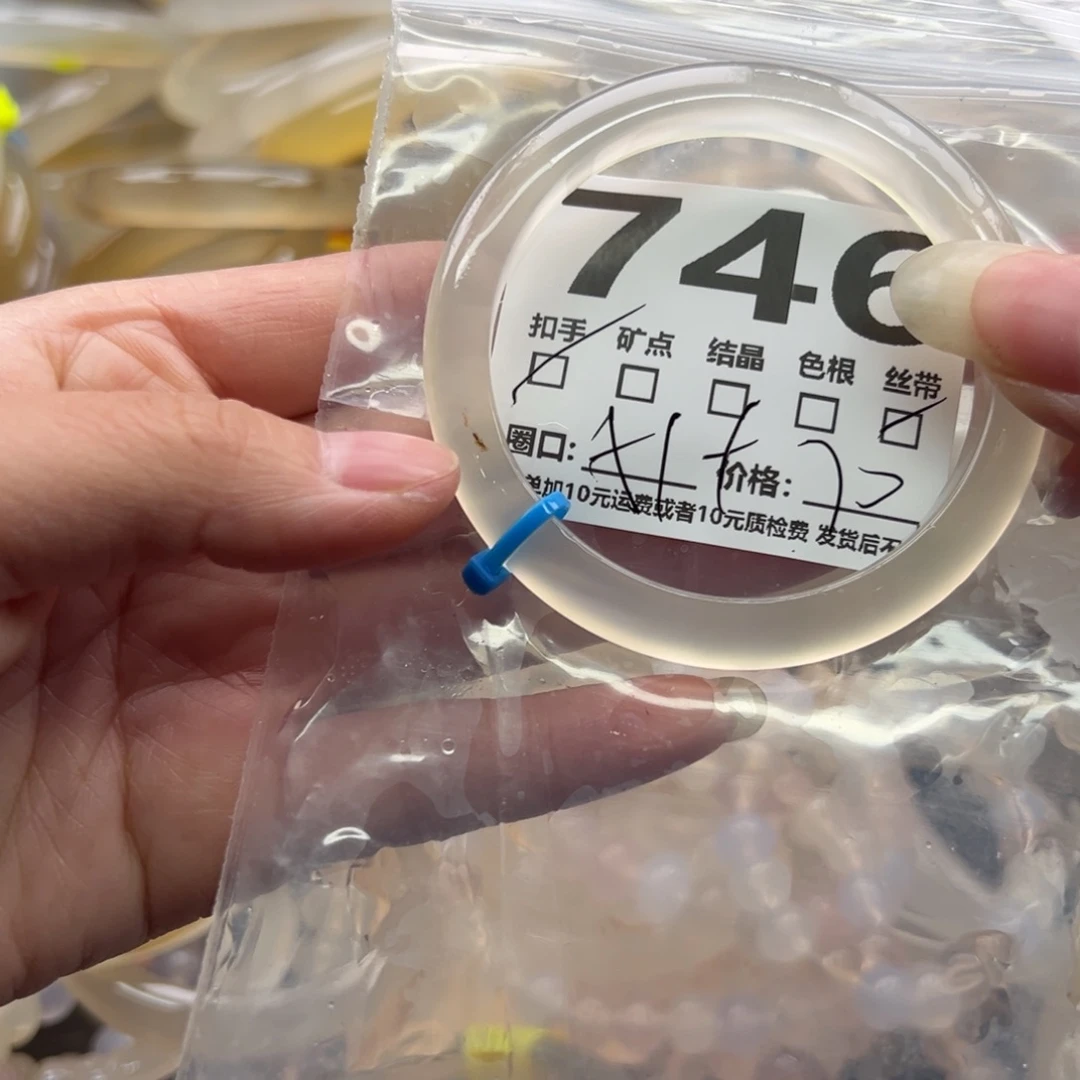 746
扣手 矿点 结晶 色根 丝带
圈口: 价格:
单加10元运费或者10元质检费 发货后不